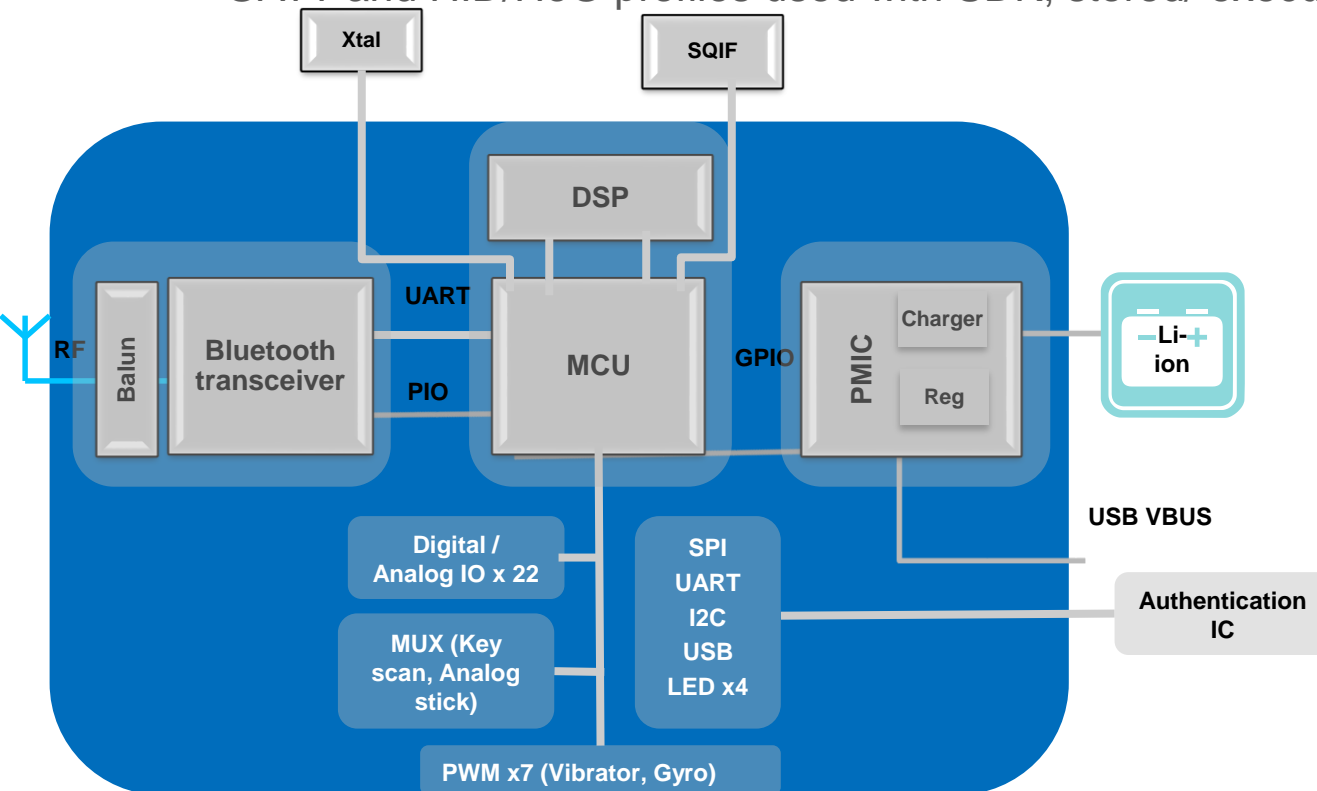 Xtal
SQIF
DSP
UART
RF
Balun
Bluetooth
transceiver
PIO
MCU
GPIO
PMIC
Charger
Reg
Li-
ion
USB VBUS
Digital /
Analog IO x 22
MUX (Key
scan, Analog
stick)
PWM x7 (Vibrator, Gyro)
SPI
UART
I2C
USB
LED x4
Authentication
IC